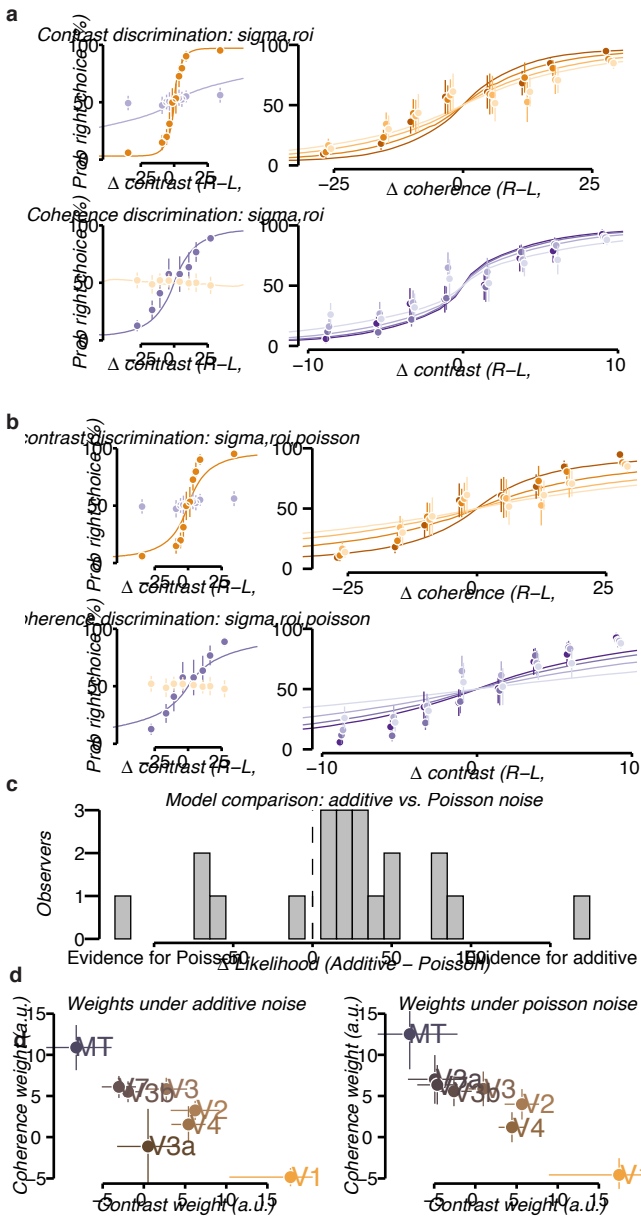 a
Contrast discrimination: sigma,roi
Prob right choice (%)
100
50
0
−25 0 25
Δ contrast (R−L,
100
50
0
−25 0 25
Δ coherence (R−L,
Coherence discrimination: sigma,roi
Prob right choice (%)
100
50
0
−25 0 25
Δ contrast (R−L,
100
50
0
−10 0 10
Δ contrast (R−L,
b
contrast discrimination: sigma,roi,poisson
Prob right choice (%)
100
50
0
−25 0 25
Δ contrast (R−L,
100
50
0
−25 0 25
Δ coherence (R−L,
oherence discrimination: sigma,roi,poisson
Prob right choice (%)
100
50
0
−25 0 25
Δ contrast (R−L,
100
50
0
−10 0 10
Δ contrast (R−L,
c
Model comparison: additive vs. Poisson noise
Observers
3
2
1
0
0 50
Evidence for Poisson
Δ Likelihood (Additive − Poisson)
Evidence for additive
d
Weights under additive noise
Coherence weight (a.u.)
15
10
5
0
−5
MT
V7
V3b
V3
V2
V4
V3a
V1
−5 0 5 10 15
Contrast weight (a.u.)
Weights under poisson noise
Coherence weight (a.u.)
15
10
5
0
−5
MT
V3a
V3b
V3
V2
V4
−5 0 5 10 15
Contrast weight (a.u.)
d